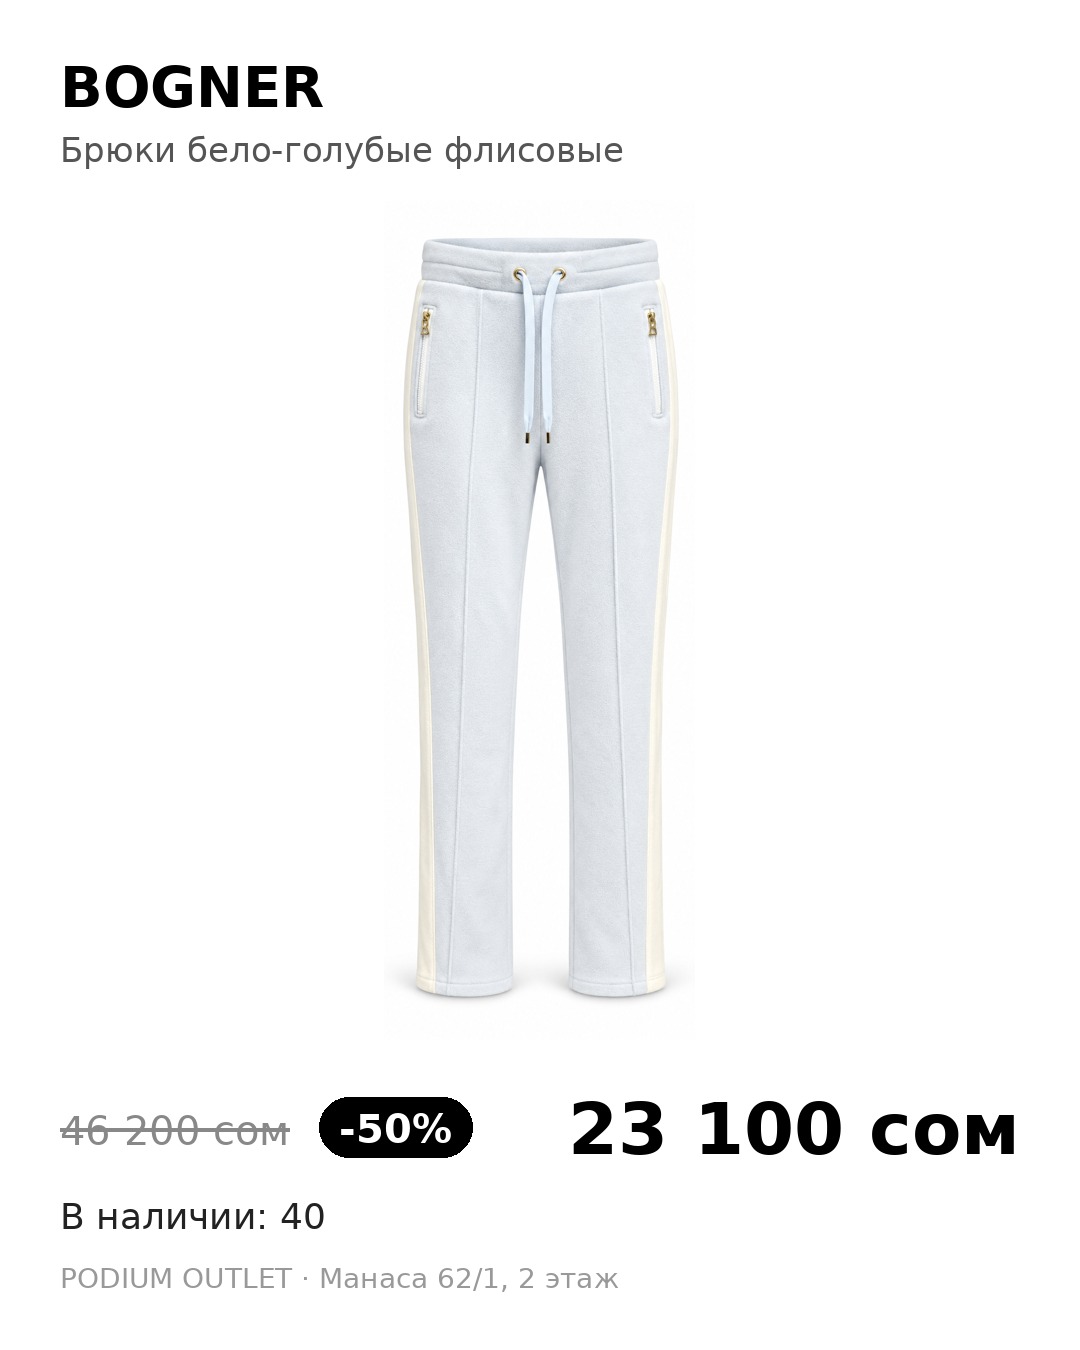 BOGNER
Брюки бело-голубые флисовые
46 200 сом -50% 23 100 сом
В наличии: 40
PODIUM OUTLET · Манаса 62/1, 2 этаж